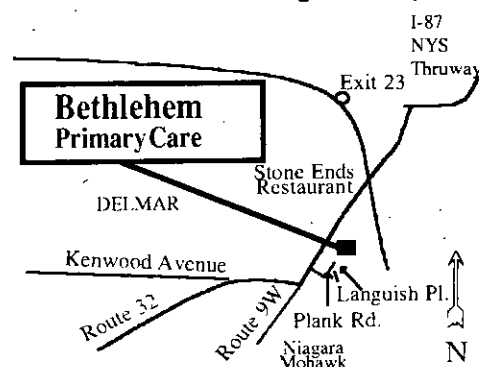 I-87
NYS
Thruway
Exit 23
Bethlehem
Primary Care
Stone Ends
Restaurant
DELMAR
Kenwood Avenue
Languish Pl.
Route 32
Route 9W
Plank Rd.
Niagara
Mohawk
N